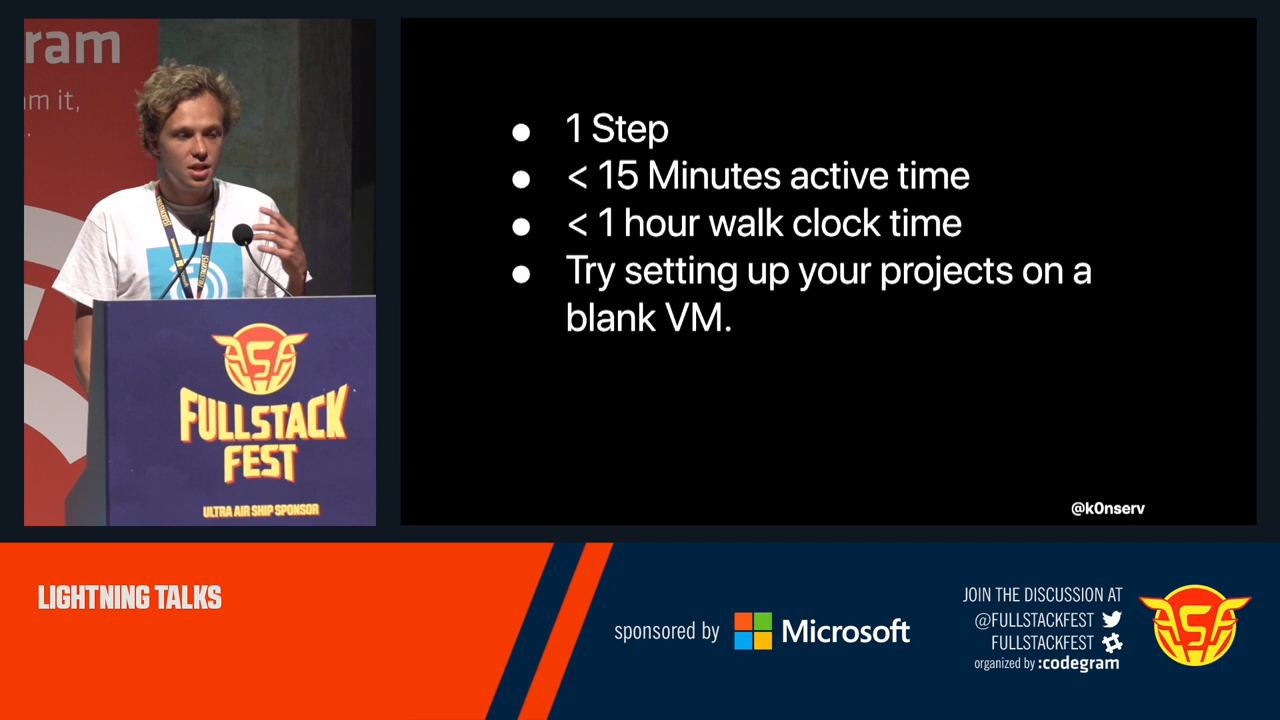 ram
m it,
● 1 Step
● < 15 Minutes active time
● < 1 hour walk clock time
● Try setting up your projects on a
blank VM.
@k0nserv
FULLSTACK
FEST
ULTRA AIR SHIP SPONSOR
LIGHTNING TALKS
sponsored by Microsoft
JOIN THE DISCUSSION AT
@FULLSTACKFEST
FULLSTACKFEST
organized by :codegram